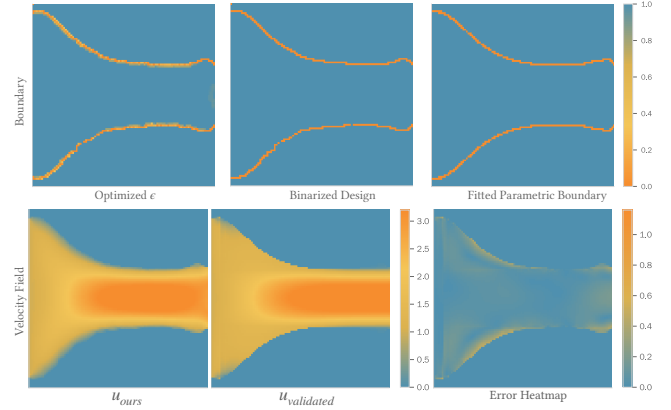 Boundary
Optimized ϵ
Binarized Design
Fitted Parametric Boundary
1.0
0.8
0.6
0.4
0.2
0.0
Velocity Field
u_ours
u_validated
3.0
2.5
2.0
1.5
1.0
0.5
0.0
Error Heatmap
1.0
0.8
0.6
0.4
0.2
0.0